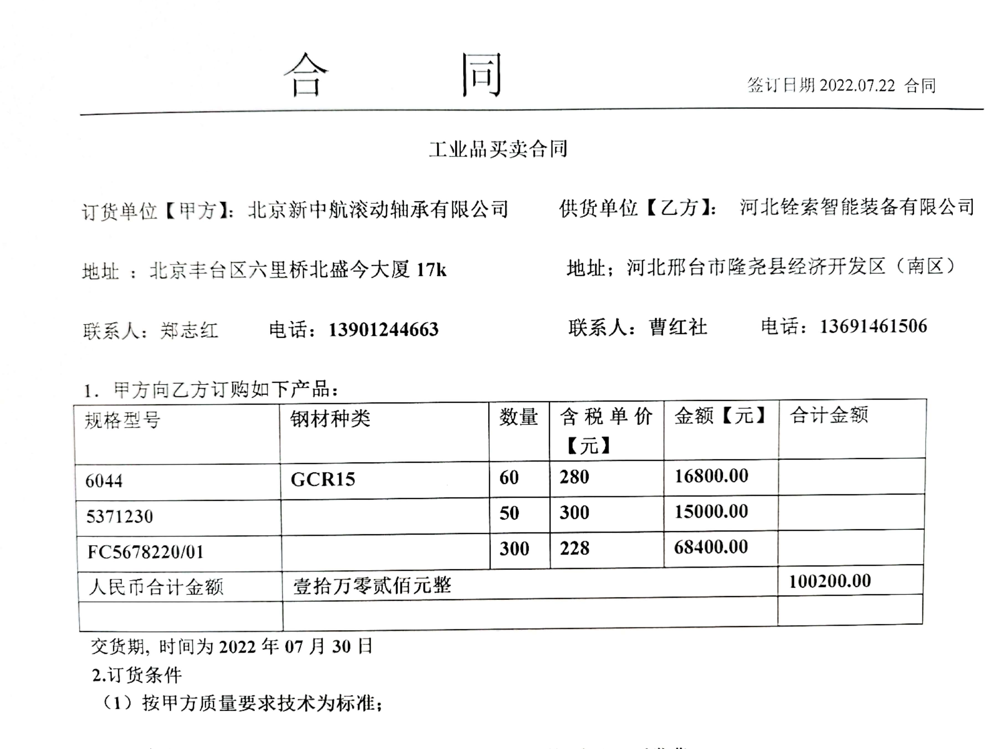 合 同
签订日期 2022.07.22 合同
工业品买卖合同
订货单位【甲方】：北京新中航滚动轴承有限公司 供货单位【乙方】： 河北铨索智能装备有限公司
地址 ：北京丰台区六里桥北盛今大厦 17k 地址；河北邢台市隆尧县经济开发区（南区）
联系人：郑志红 电话：13901244663 联系人：曹红社 电话：13691461506
1. 甲方向乙方订购如下产品：
规格型号 钢材种类 数量 含税单价 金额【元】 合计金额
【元】
6044 GCR15 60 280 16800.00
5371230 50 300 15000.00
FC5678220/01 300 228 68400.00
人民币合计金额 壹拾万零贰佰元整 100200.00
交货期, 时间为 2022 年 07 月 30 日
2.订货条件
（1）按甲方质量要求技术为标准；